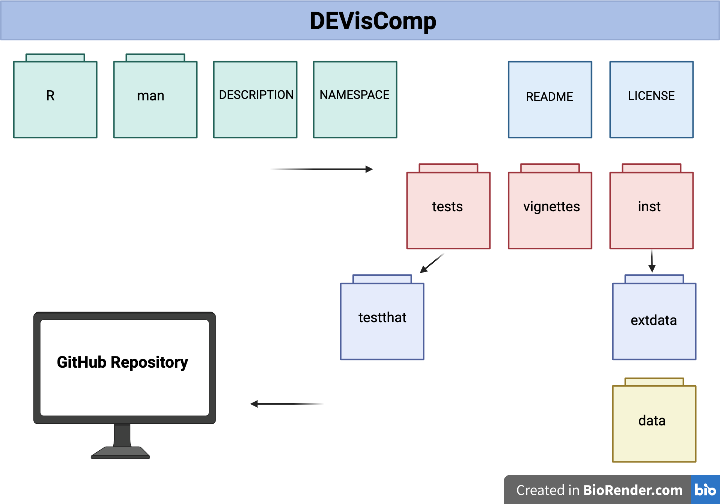 DEVisComp
R
man
DESCRIPTION
NAMESPACE
README
LICENSE
tests
vignettes
inst
testthat
extdata
GitHub Repository
data
Created in BioRender.com bio